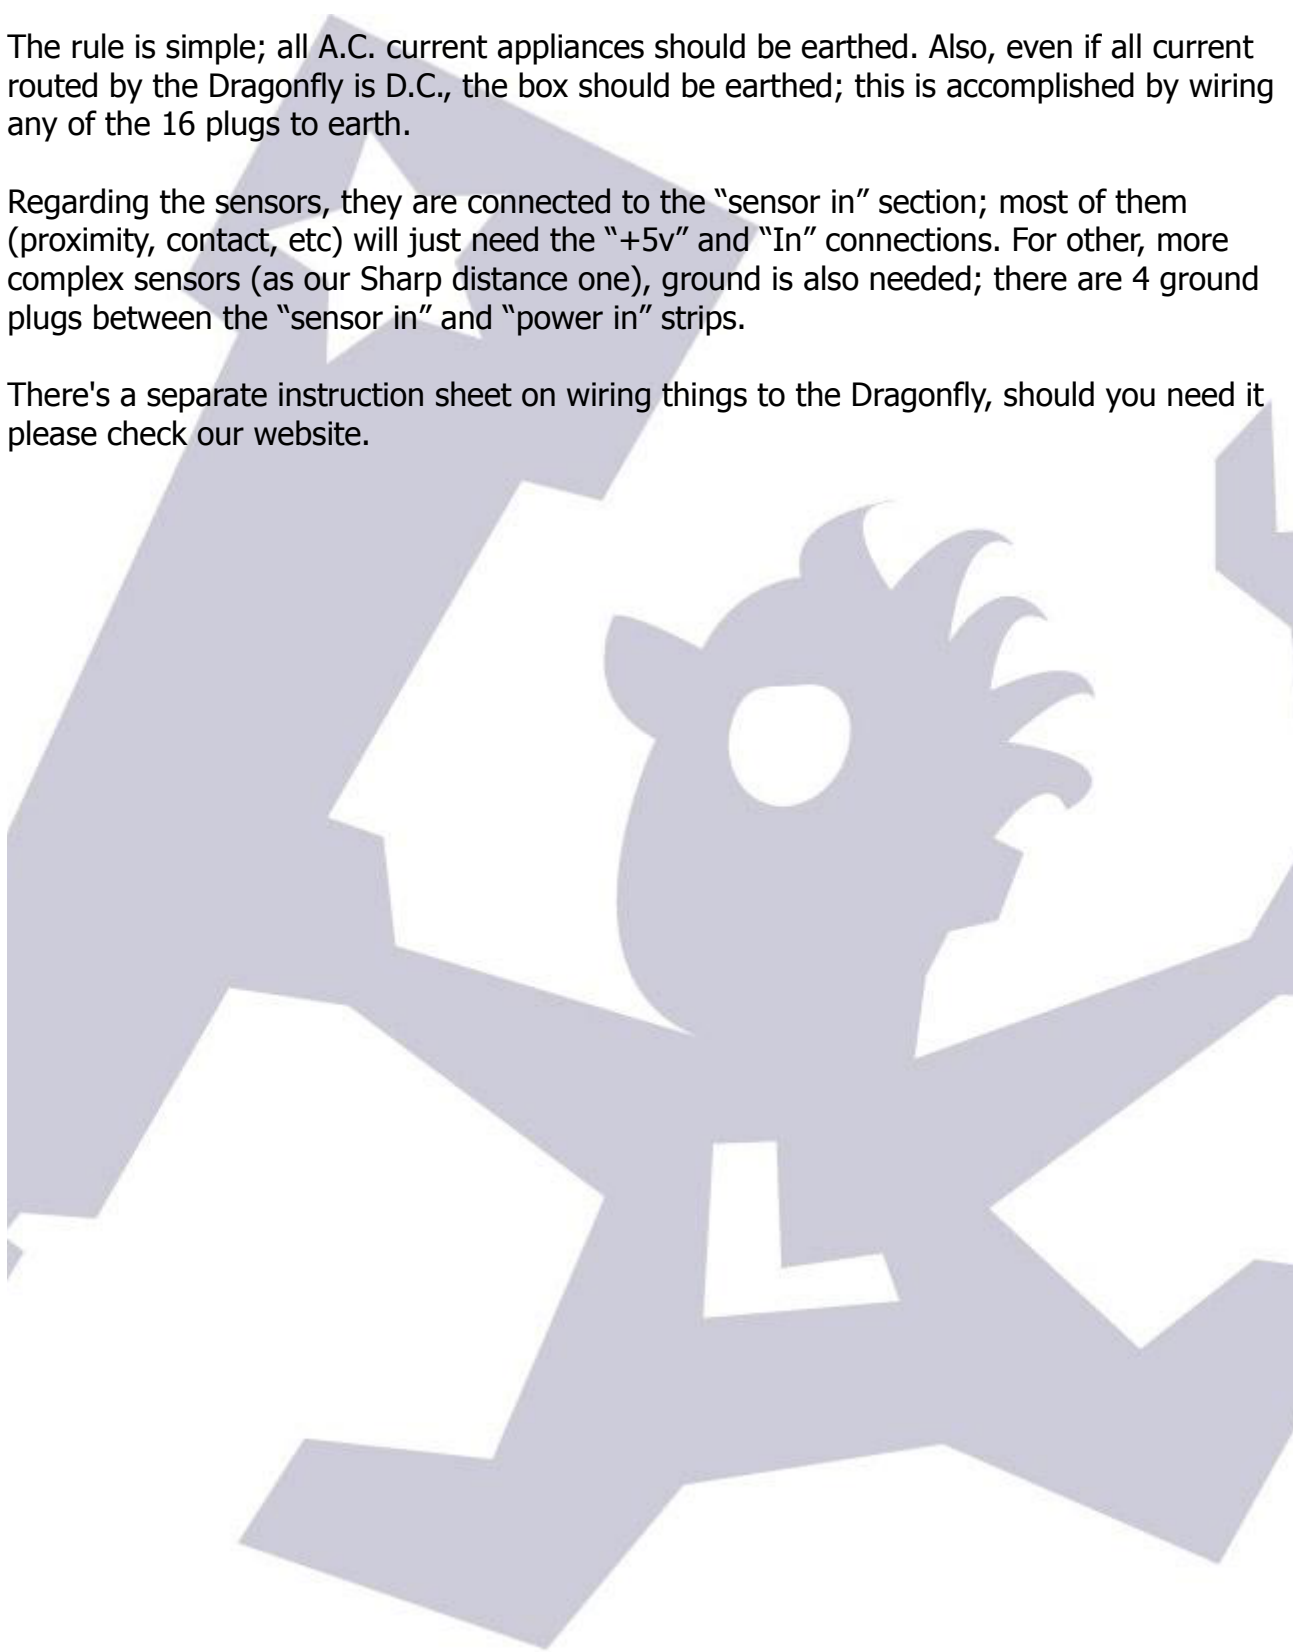 The rule is simple; all A.C. current appliances should be earthed. Also, even if all current
routed by the Dragonfly is D.C., the box should be earthed; this is accomplished by wiring
any of the 16 plugs to earth.
Regarding the sensors, they are connected to the “sensor in” section; most of them
(proximity, contact, etc) will just need the “+5v” and “In” connections. For other, more
complex sensors (as our Sharp distance one), ground is also needed; there are 4 ground
plugs between the “sensor in” and “power in” strips.
There's a separate instruction sheet on wiring things to the Dragonfly, should you need it
please check our website.
L